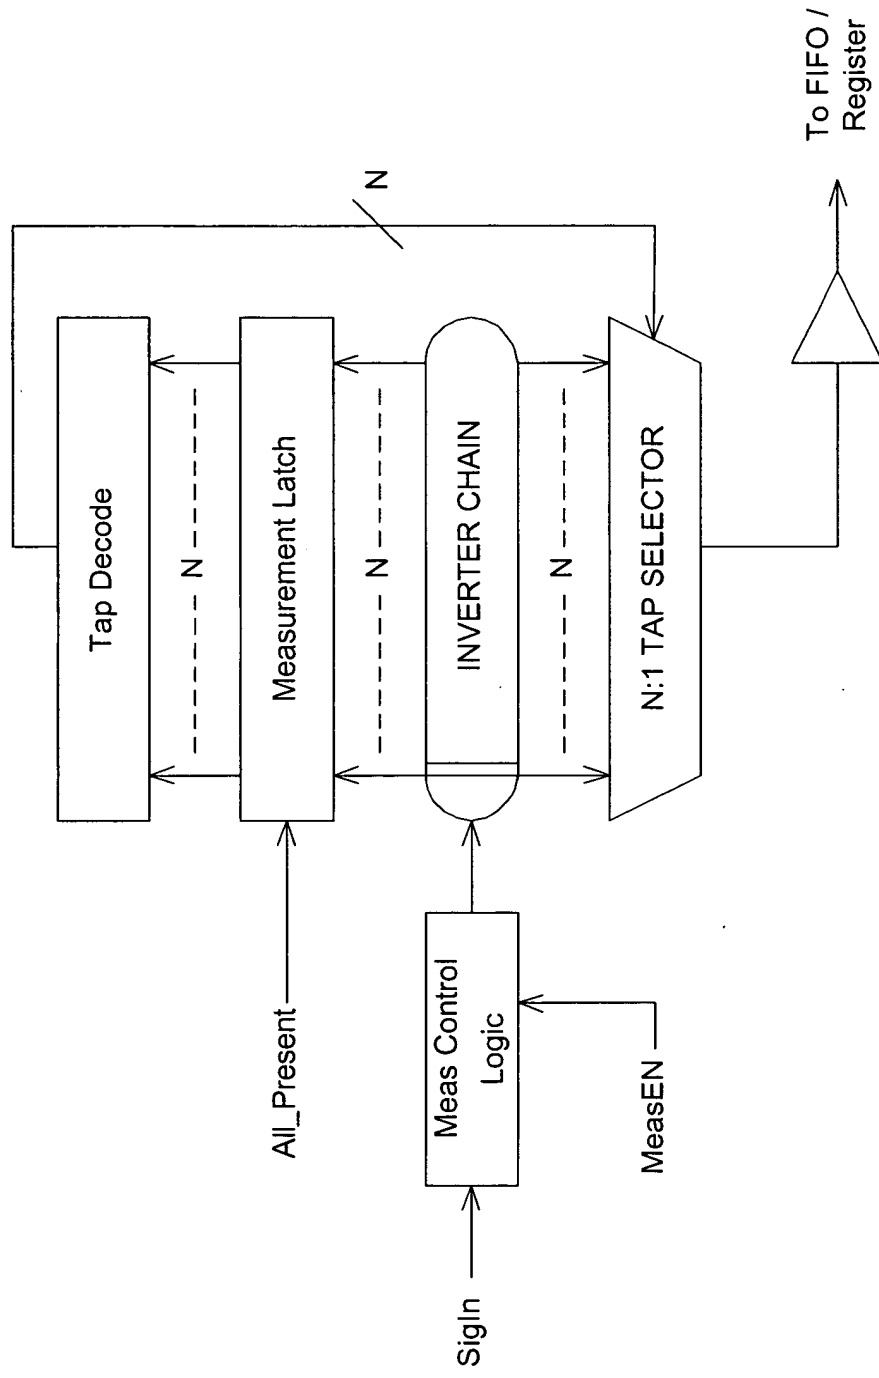 Tap Decode
N
N
Measurement Latch
All_Present
N
INVERTER CHAIN
Meas Control
Logic
SigIn
N
MeasEN
N:1 TAP SELECTOR
To FIFO /
Register